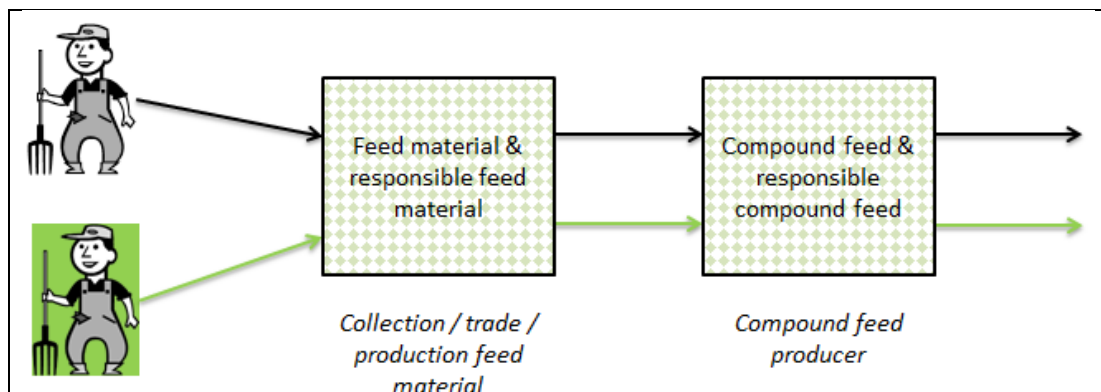 Feed material &
responsible feed
material
Compound feed &
responsible
compound feed
Collection / trade /
production feed
material
Compound feed
producer